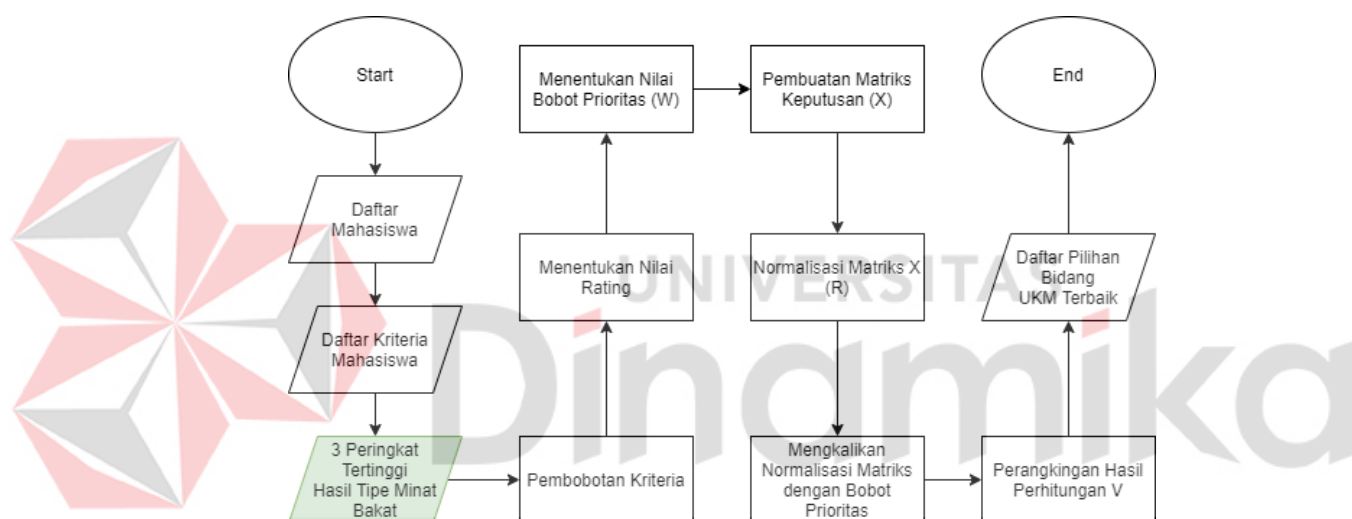 Start
Daftar
Mahasiswa
Daftar Kriteria
Mahasiswa
3 Peringkat
Tertinggi
Hasil Tipe Minat
Bakat
Pembobotan Kriteria
Menentukan Nilai
Rating
Menentukan Nilai
Bobot Prioritas (W)
Pembuatan Matriks
Keputusan (X)
Normalisasi Matriks X
(R)
Mengkalikan
Normalisasi Matriks
dengan Bobot
Prioritas
Perangkingan Hasil
Perhitungan V
Daftar Pilihan
Bidang
UKM Terbaik
End
UNIVERSITAS
Dinamika